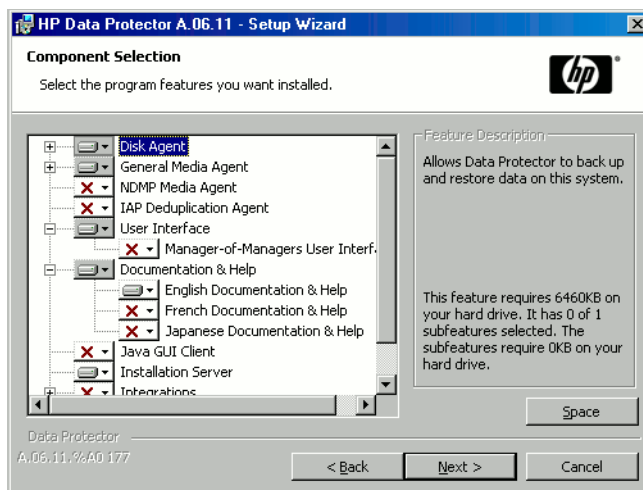 HP Data Protector A.06.11 - Setup Wizard
Component Selection
Select the program features you want installed.
hp
Feature Description
Disk Agent
General Media Agent
NDMP Media Agent
IAP Deduplication Agent
User Interface
Manager-of-Managers User Interf
Documentation & Help
English Documentation & Help
French Documentation & Help
Japanese Documentation & Help
Java GUI Client
Installation Server
Integrations
Allows Data Protector to back up
and restore data on this system.
This feature requires 6460KB on
your hard drive. It has 0 of 1
subfeatures selected. The
subfeatures require 0KB on your
hard drive.
Space
Data Protector
A.06.11.%A0 177
< Back
Next >
Cancel